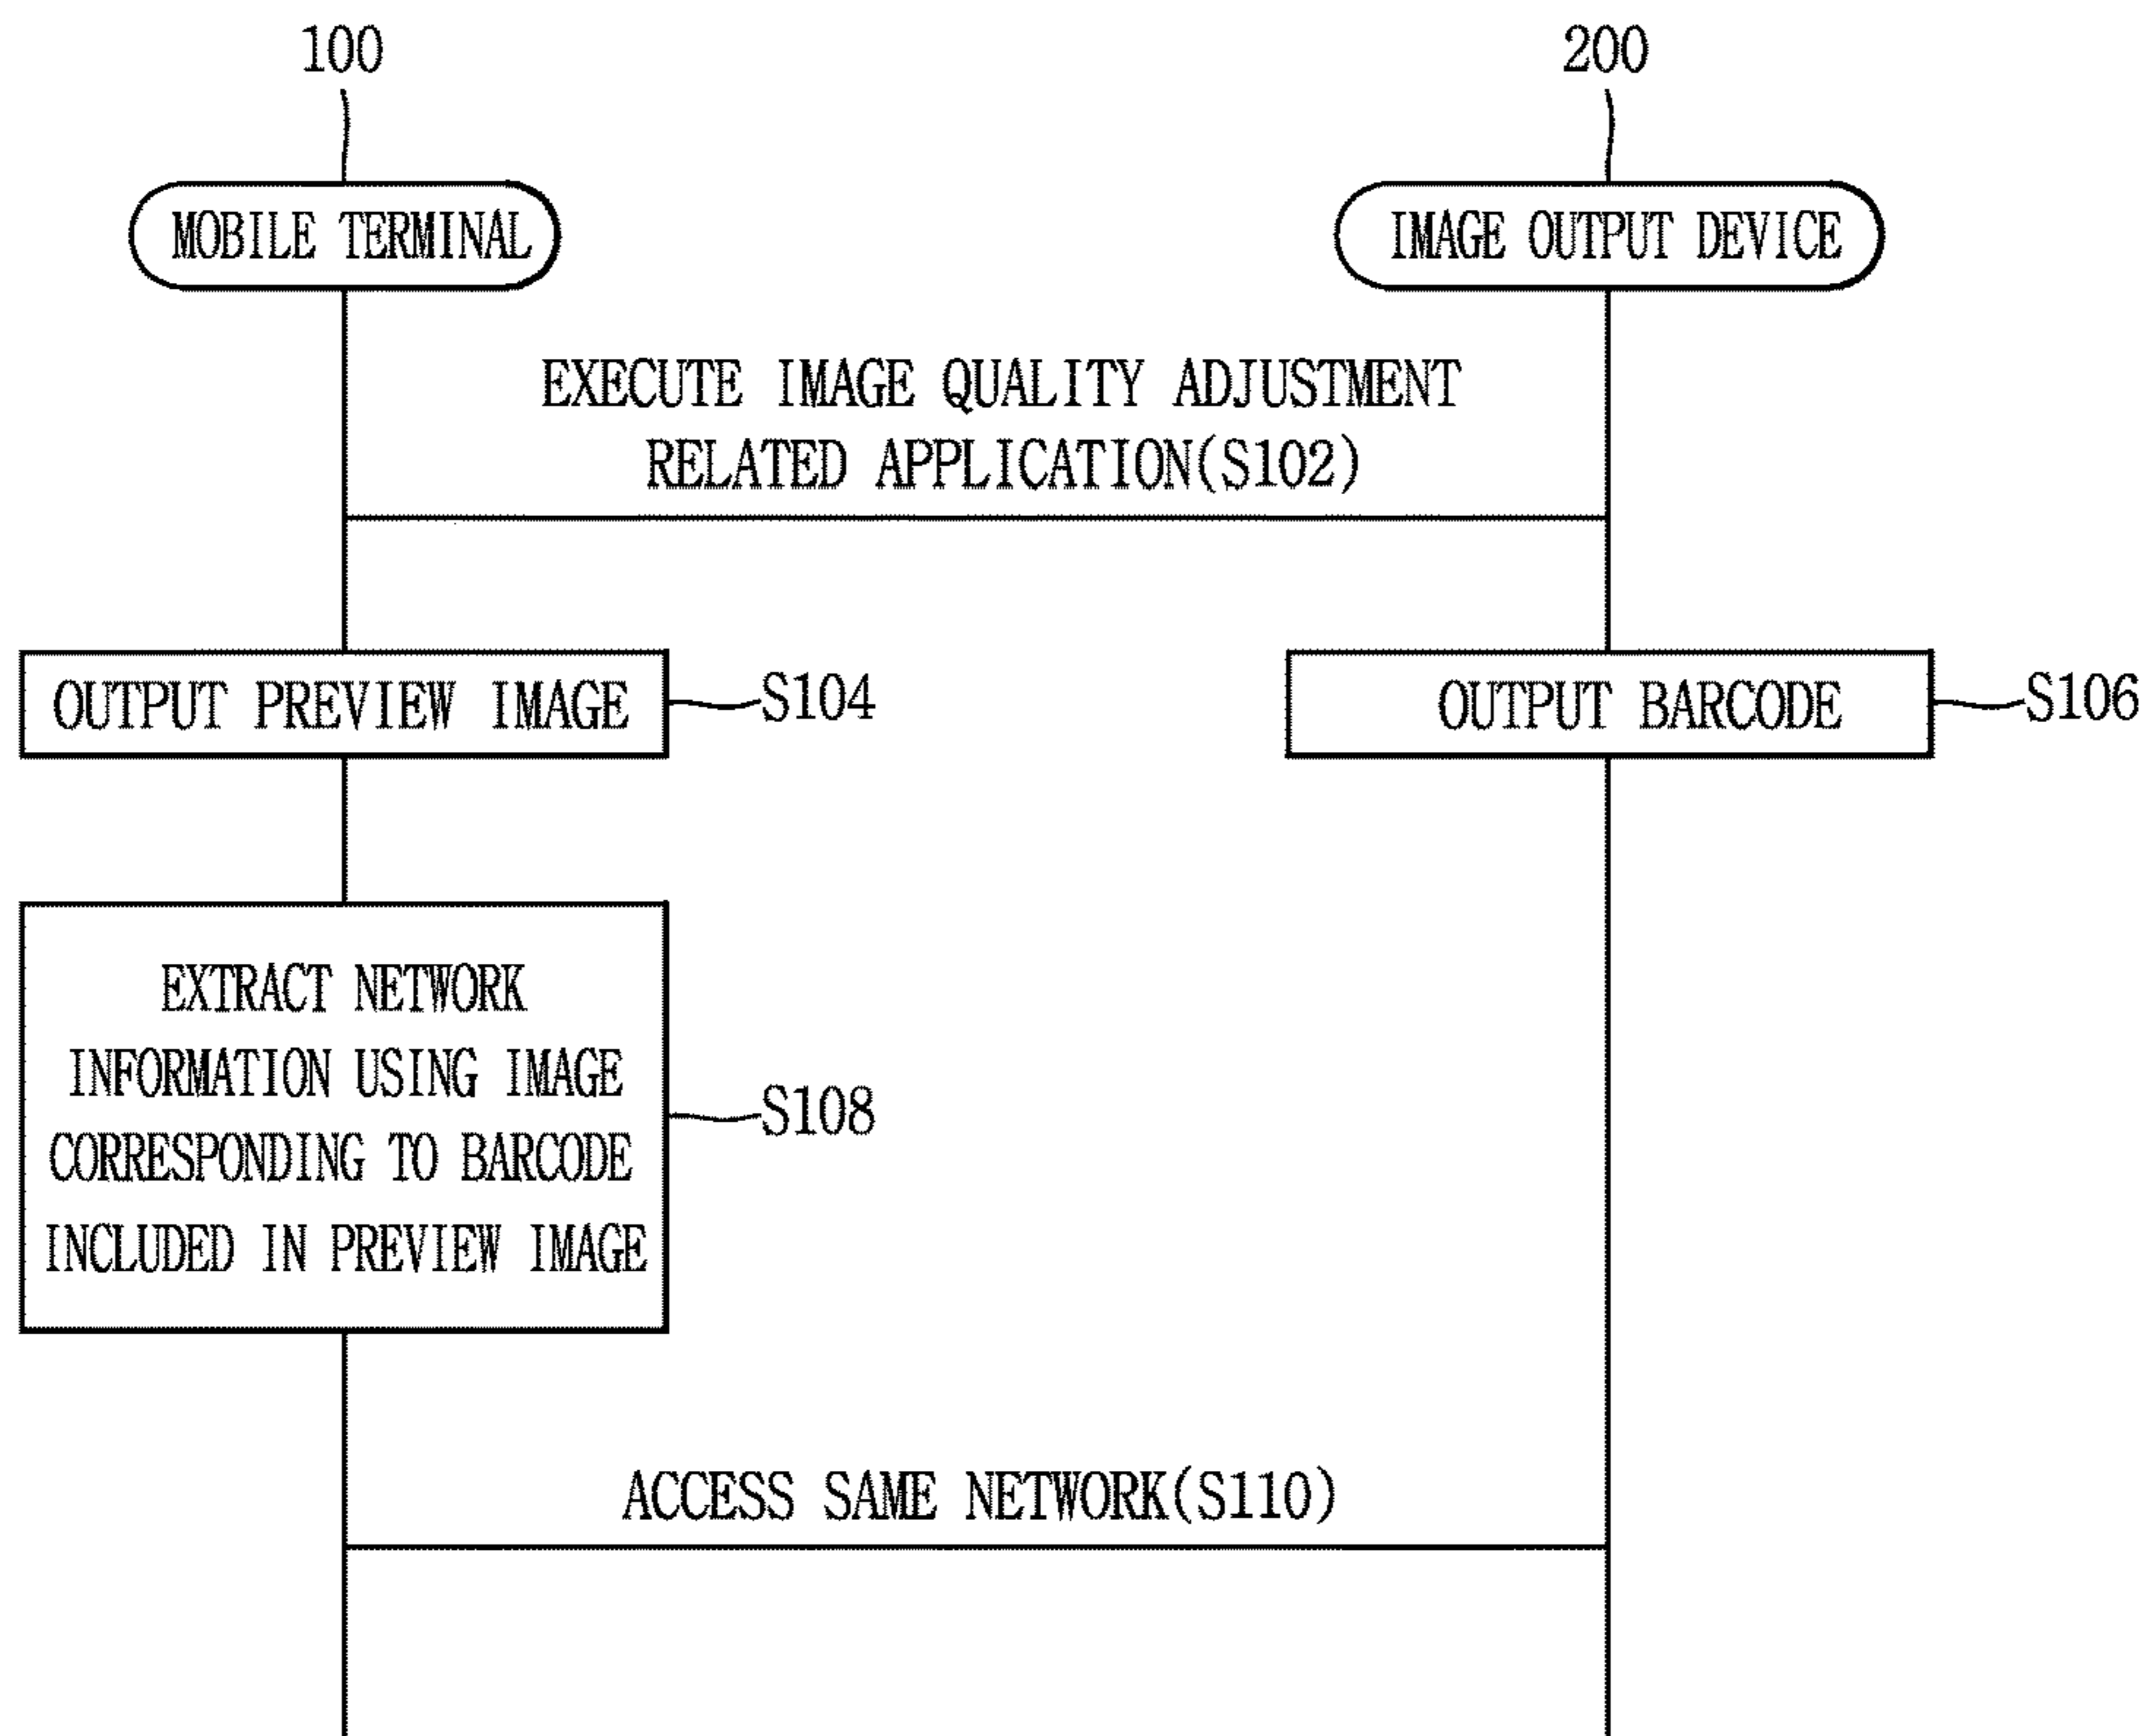 100
200
MOBILE TERMINAL
IMAGE OUTPUT DEVICE
EXECUTE IMAGE QUALITY ADJUSTMENT
RELATED APPLICATION(S102)
OUTPUT PREVIEW IMAGE
S104
OUTPUT BARCODE
S106
EXTRACT NETWORK
INFORMATION USING IMAGE
CORRESPONDING TO BARCODE
INCLUDED IN PREVIEW IMAGE
S108
ACCESS SAME NETWORK(S110)